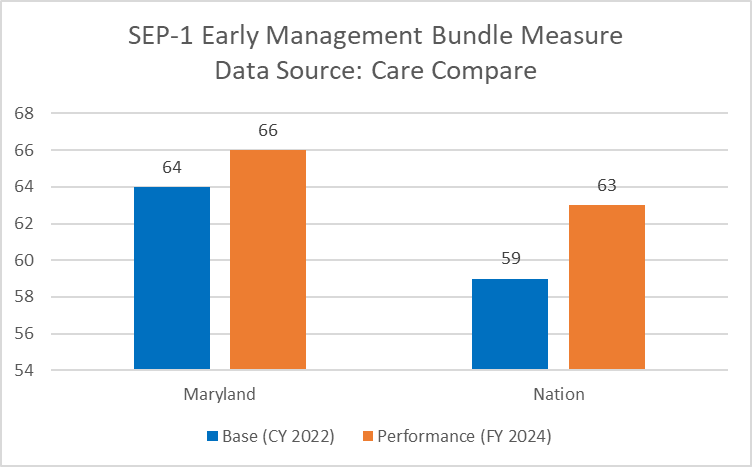 SEP-1 Early Management Bundle Measure
Data Source: Care Compare
68
66
64
62
60
58
56
54
64
66
59
63
Maryland
Nation
Base (CY 2022)
Performance (FY 2024)